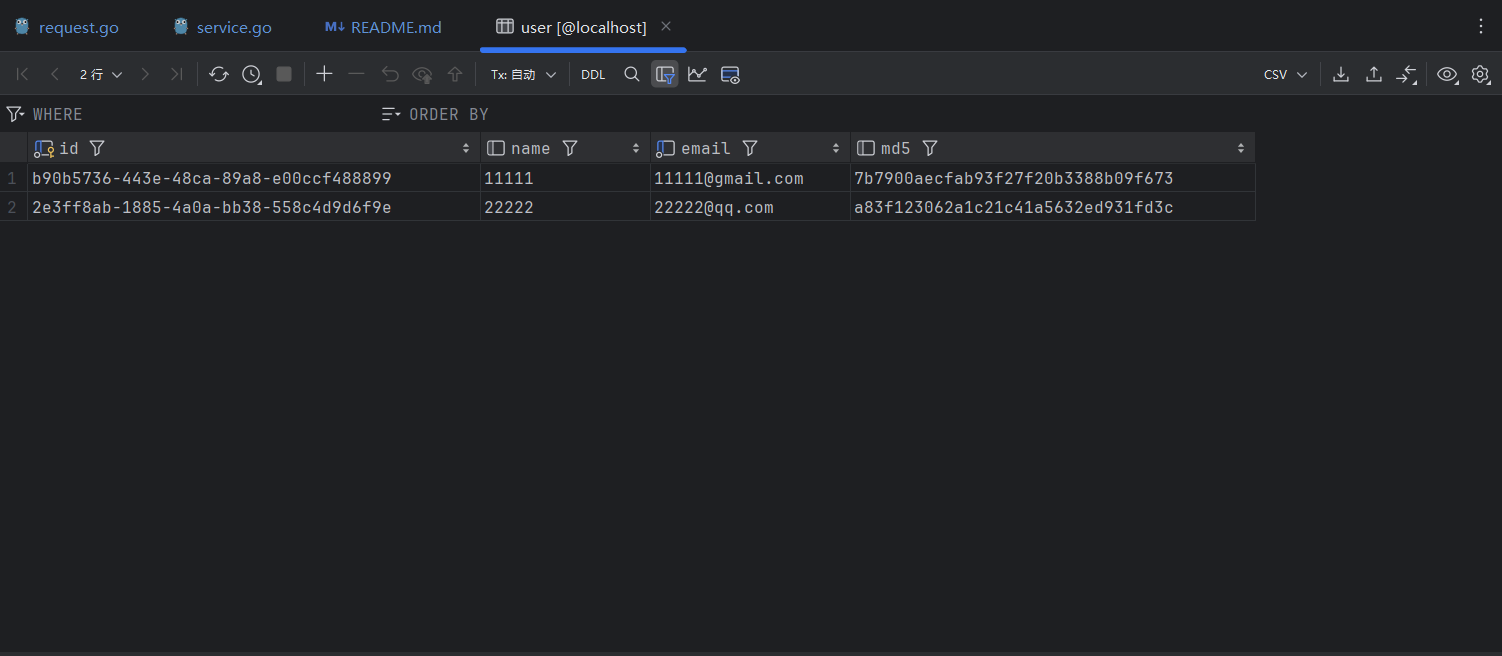 request.go service.go M↓ README.md user [@localhost]
2 行 Tx: 自动 DDL CSV
WHERE ORDER BY
id name email md5
1 b90b5736-443e-48ca-89a8-e00ccf488899 11111 11111@gmail.com 7b7900aecfab93f27f20b3388b09f673
2 2e3ff8ab-1885-4a0a-bb38-558c4d9d6f9e 22222 22222@qq.com a83f123062a1c21c41a5632ed931fd3c